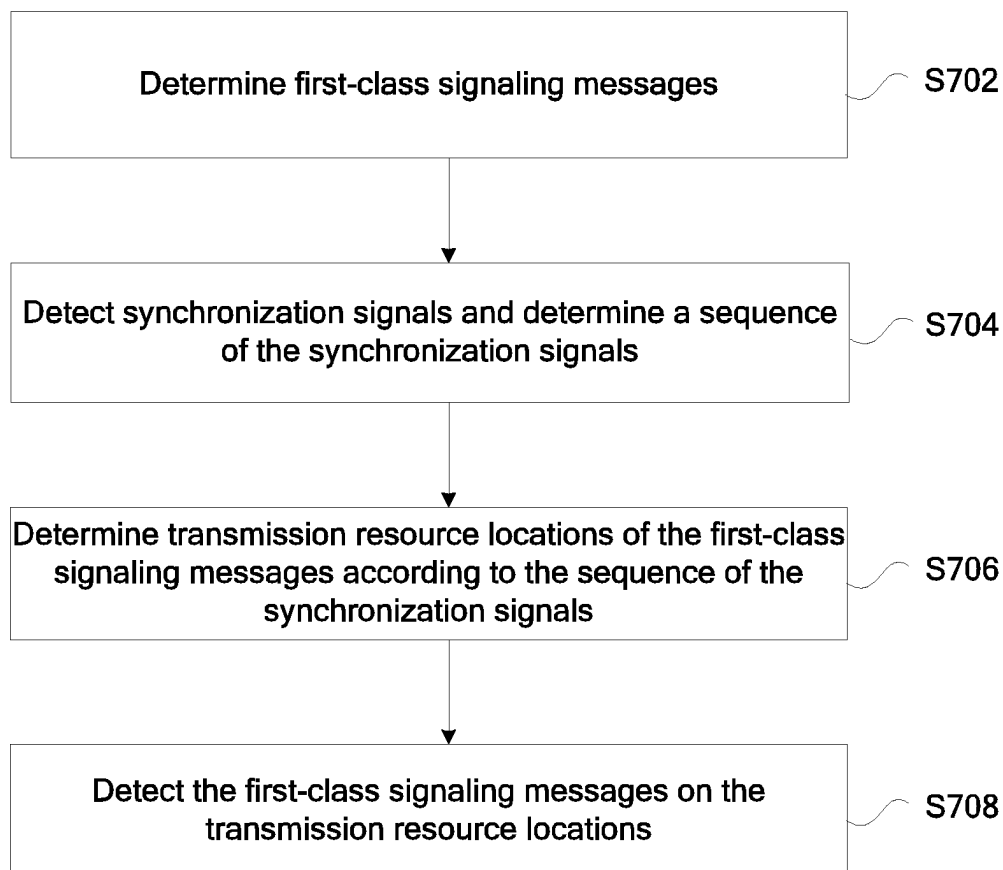 Determine first-class signaling messages
S702
Detect synchronization signals and determine a sequence
of the synchronization signals
S704
Determine transmission resource locations of the first-class
signaling messages according to the sequence of the
synchronization signals
S706
Detect the first-class signaling messages on the
transmission resource locations
S708